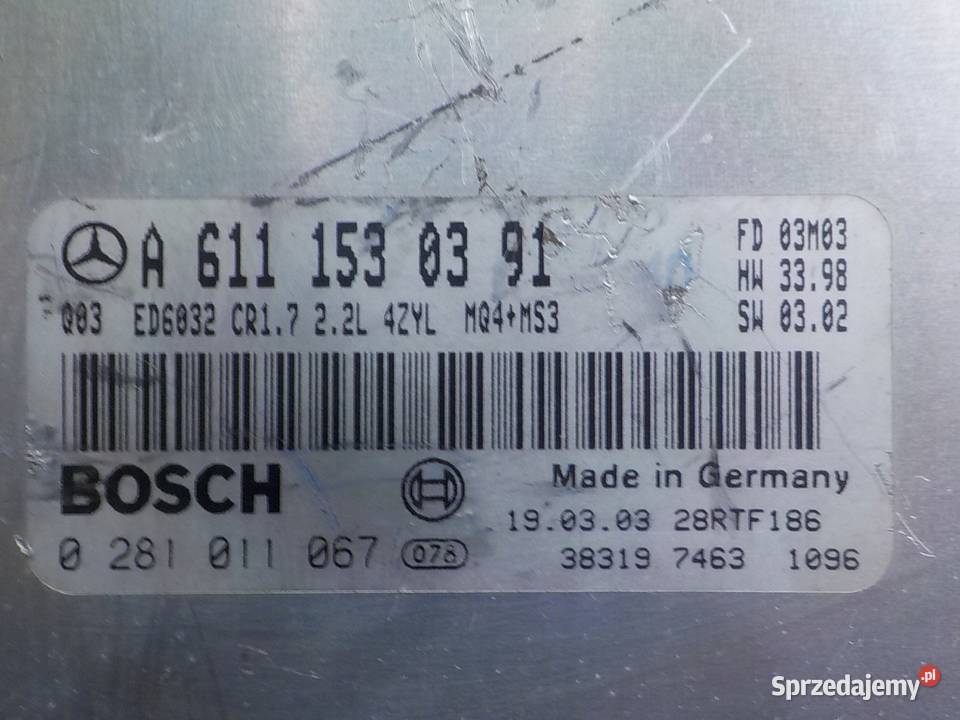 A 611 153 03 91
FD 03M03
HW 33.98
Q03 ED6032 CR1.7 2.2L 4ZYL MQ4+MS3
SW 03.02
BOSCH
Made in Germany
19.03.03 28RTF186
0 281 011 067 078
38319 7463 1096
Sprzedajemy.pl